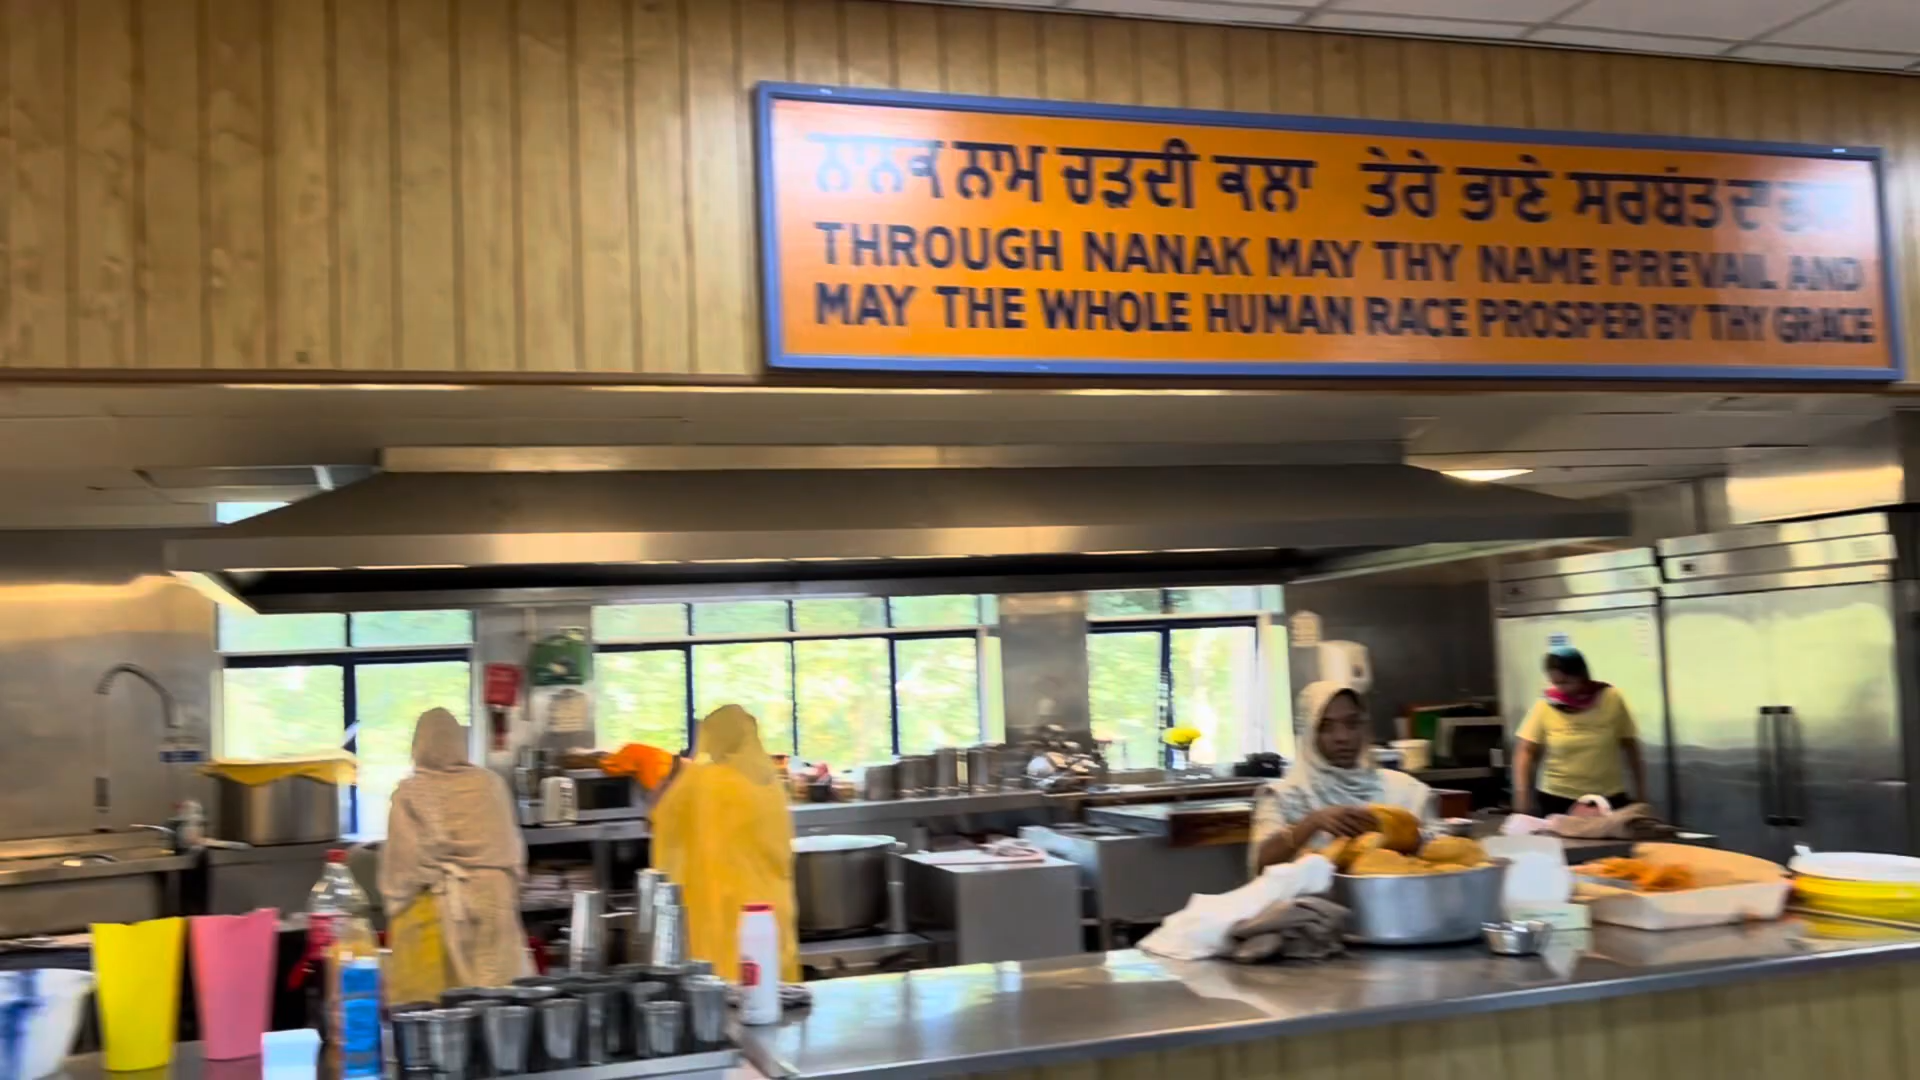 ਨਾਨਕ ਨਾਮ ਚੜਦੀ ਕਲਾ ਤੇਰੇ ਭਾਣੇ ਸਰਬੱਤ ਦਾ
THROUGH NANAK MAY THY NAME PREVAIL AND
MAY THE WHOLE HUMAN RACE PROSPER BY THY GRACE